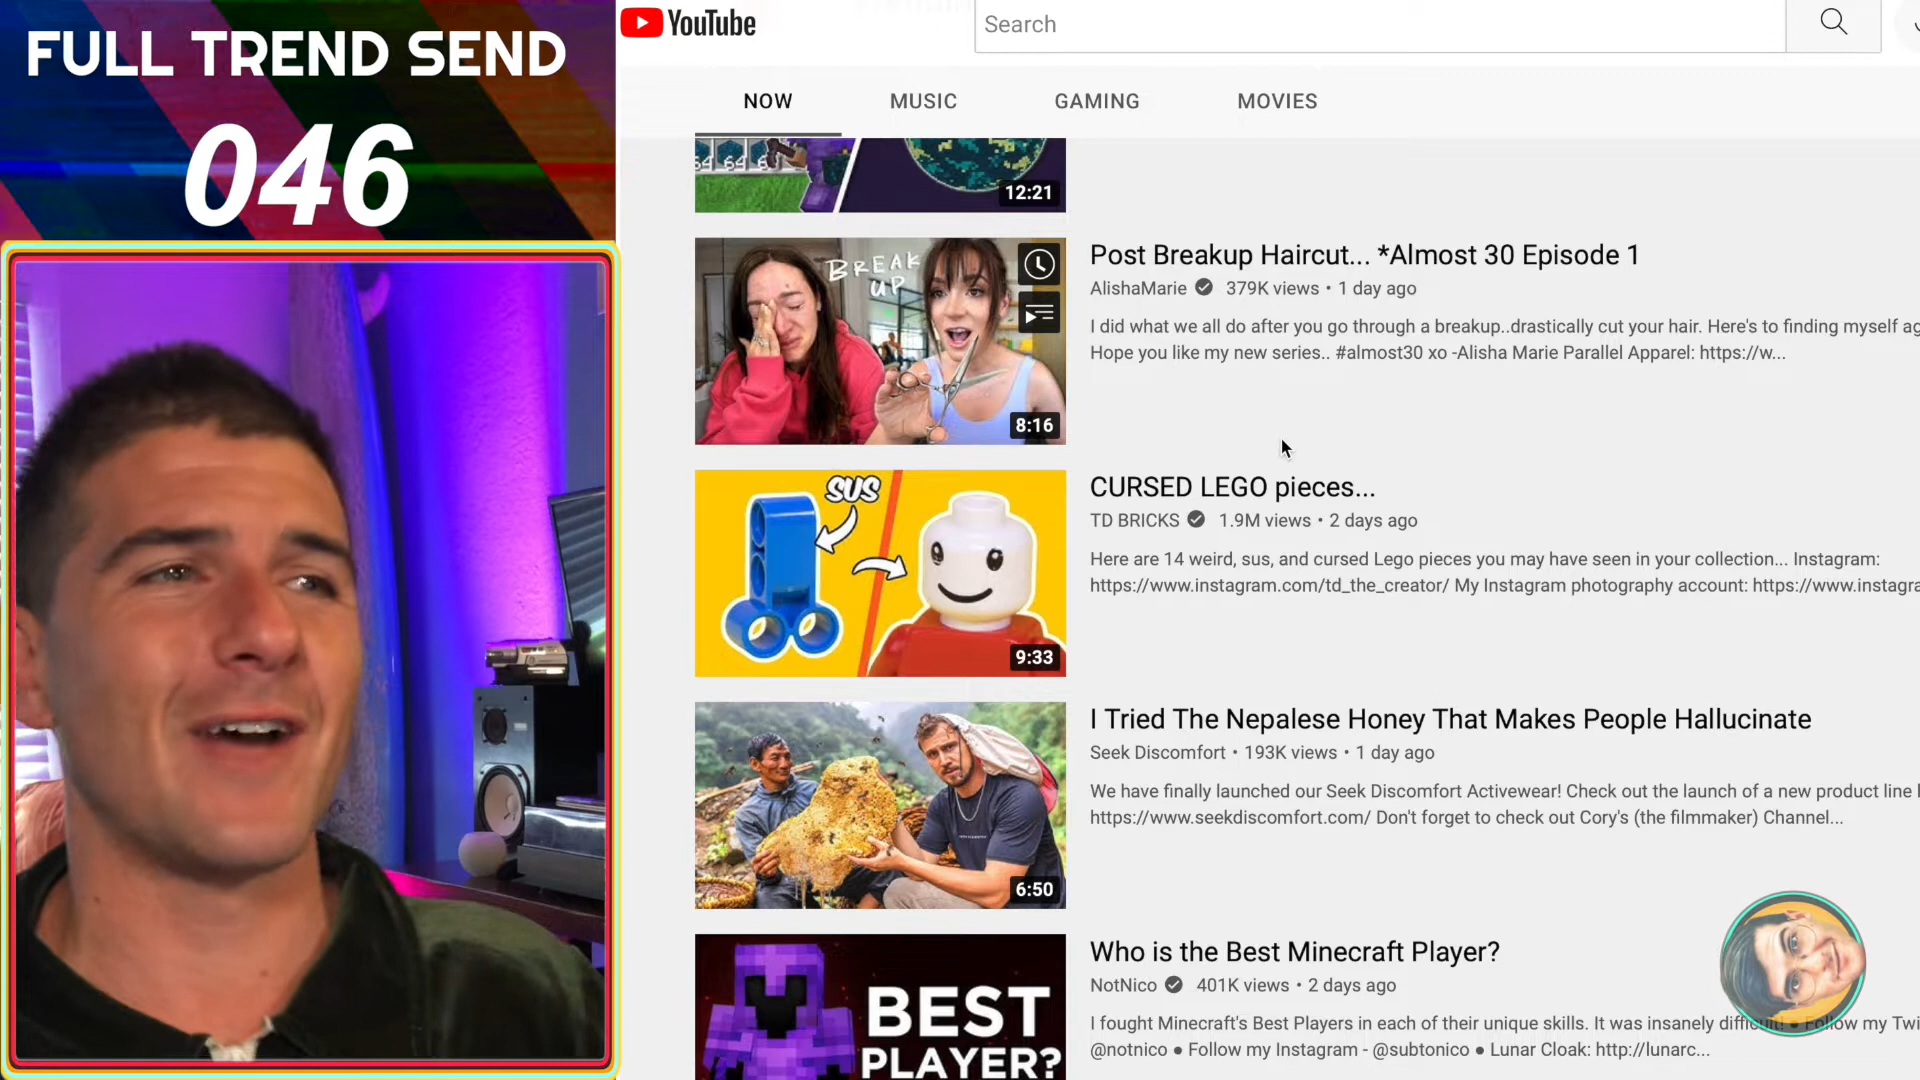 FULL TREND SEND
046
YouTube
Search
NOW
MUSIC
GAMING
MOVIES
64 64
12:21
BREAK
UP
8:16
Post Breakup Haircut... *Almost 30 Episode 1
AlishaMarie 379K views • 1 day ago
I did what we all do after you go through a breakup..drastically cut your hair. Here's to finding myself ag
Hope you like my new series.. #almost30 xo -Alisha Marie Parallel Apparel: https://w...
SUS
9:33
CURSED LEGO pieces...
TD BRICKS 1.9M views • 2 days ago
Here are 14 weird, sus, and cursed Lego pieces you may have seen in your collection... Instagram:
https://www.instagram.com/td_the_creator/ My Instagram photography account: https://www.instagra
6:50
I Tried The Nepalese Honey That Makes People Hallucinate
Seek Discomfort • 193K views • 1 day ago
We have finally launched our Seek Discomfort Activewear! Check out the launch of a new product line
https://www.seekdiscomfort.com/ Don't forget to check out Cory's (the filmmaker) Channel...
BEST
PLAYER?
Who is the Best Minecraft Player?
NotNico 401K views • 2 days ago
I fought Minecraft's Best Players in each of their unique skills. It was insanely difficult! ● Follow my Twi
@notnico ● Follow my Instagram - @subtonico ● Lunar Cloak: http://lunarc...